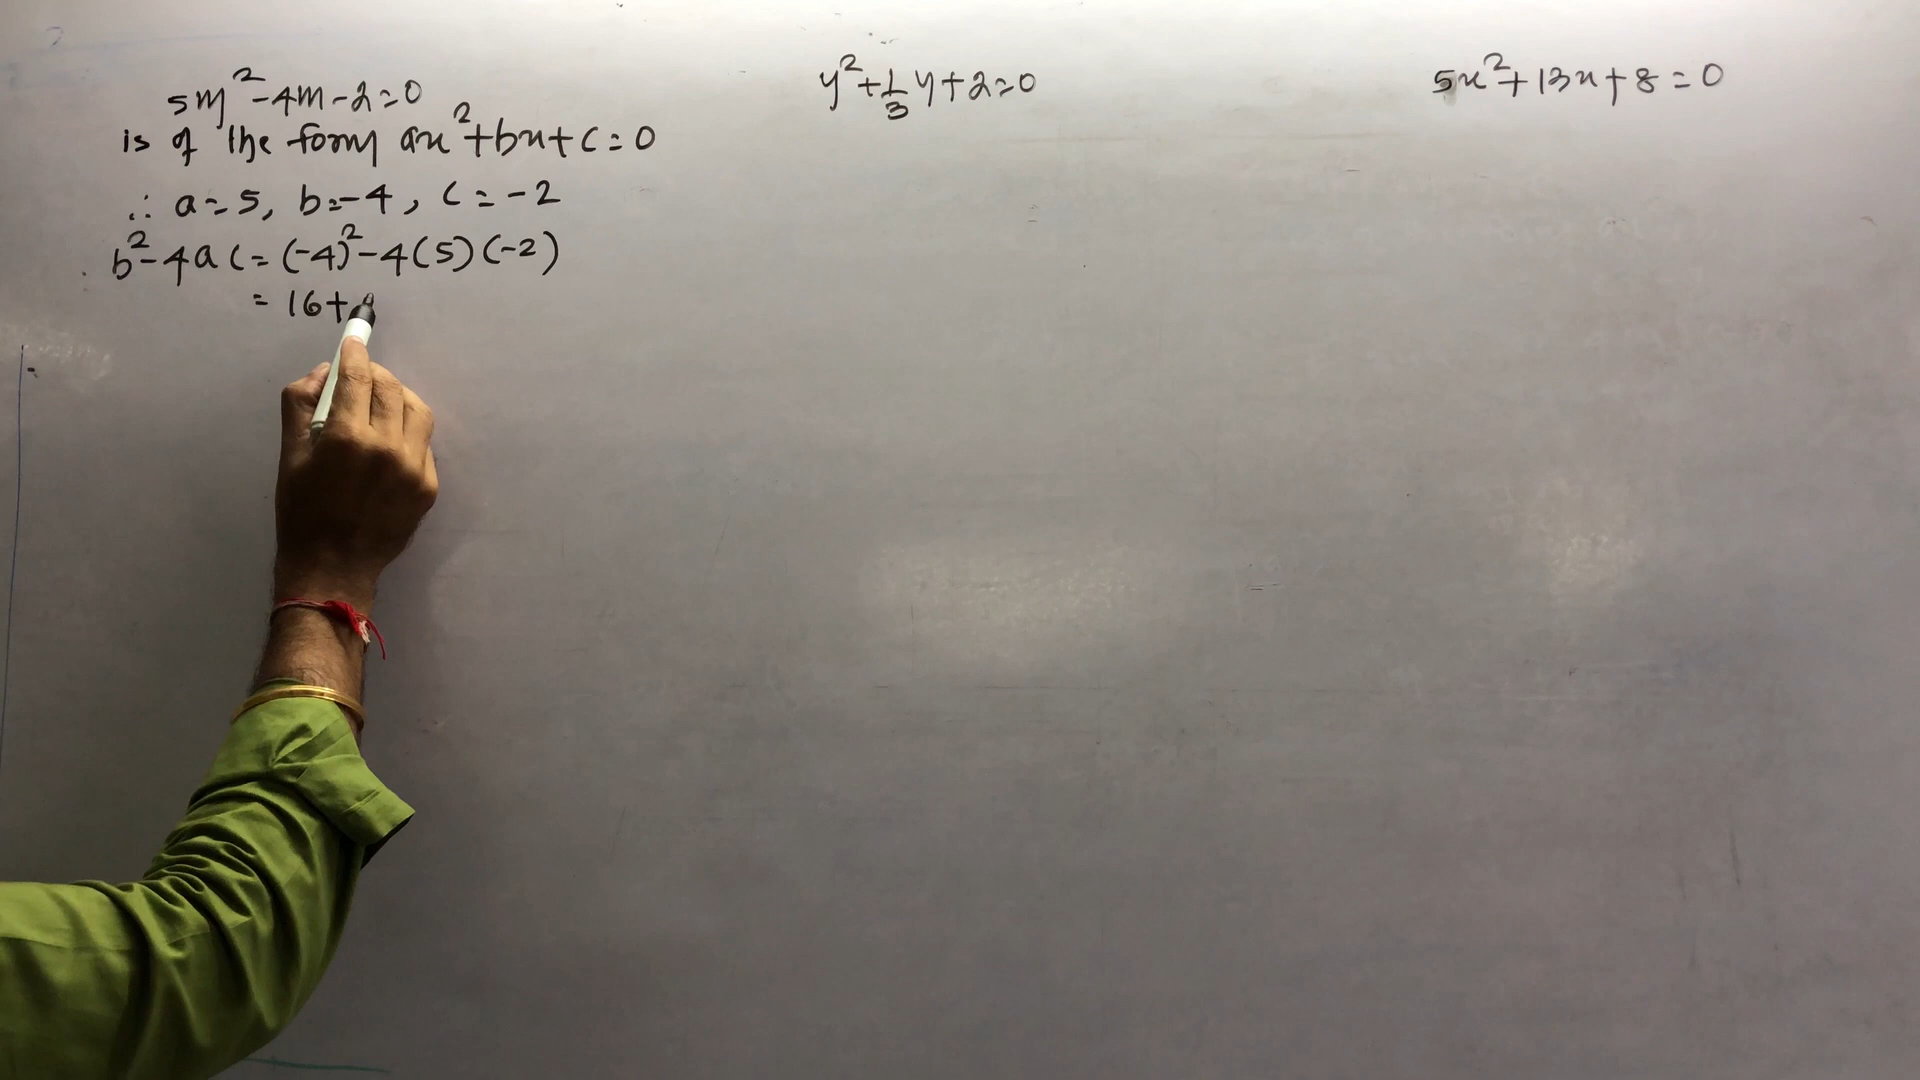 5m²-4m-2=0
is of the form ax²+bx+c=0
∴ a=5, b=-4, c=-2
b²-4ac=(-4)²-4(5)(-2)
= 16+
y²+1/3 y+2=0
5x²+13x+8=0